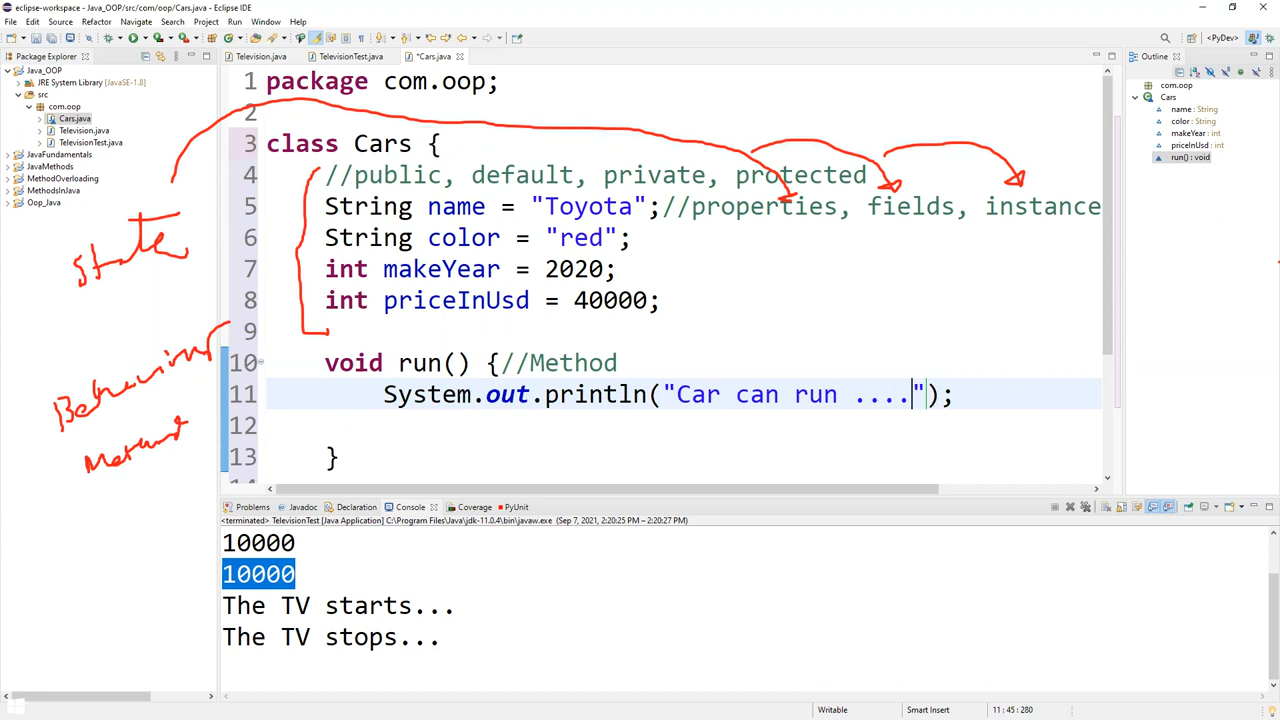 eclipse-workspace - Java_OOP/src/com/oop/Cars.java - Eclipse IDE
File Edit Source Refactor Navigate Search Project Run Window Help
<PyDev>
Package Explorer
Java_OOP
JRE System Library [JavaSE-1.8]
src
com.oop
Cars.java
Television.java
TelevisionTest.java
JavaFundamentals
JavaMethods
MethodOverloading
MethodsInJava
Oop_Java
State
Behaviour
Method
Television.java TelevisionTest.java *Cars.java
1 package com.oop;
2
3 class Cars {
4 //public, default, private, protected
5 String name = "Toyota";//properties, fields, instance
6 String color = "red";
7 int makeYear = 2020;
8 int priceInUsd = 40000;
9
10 void run() {//Method
11 System.out.println("Car can run ....");
12
13 }
Outline
com.oop
Cars
name : String
color : String
makeYear : int
priceInUsd : int
run() : void
Problems Javadoc Declaration Console Coverage PyUnit
<terminated> TelevisionTest [Java Application] C:\Program Files\Java\jdk-11.0.4\bin\javaw.exe (Sep 7, 2021, 2:20:25 PM – 2:20:27 PM)
10000
10000
The TV starts...
The TV stops...
Writable Smart Insert 11 : 45 : 280